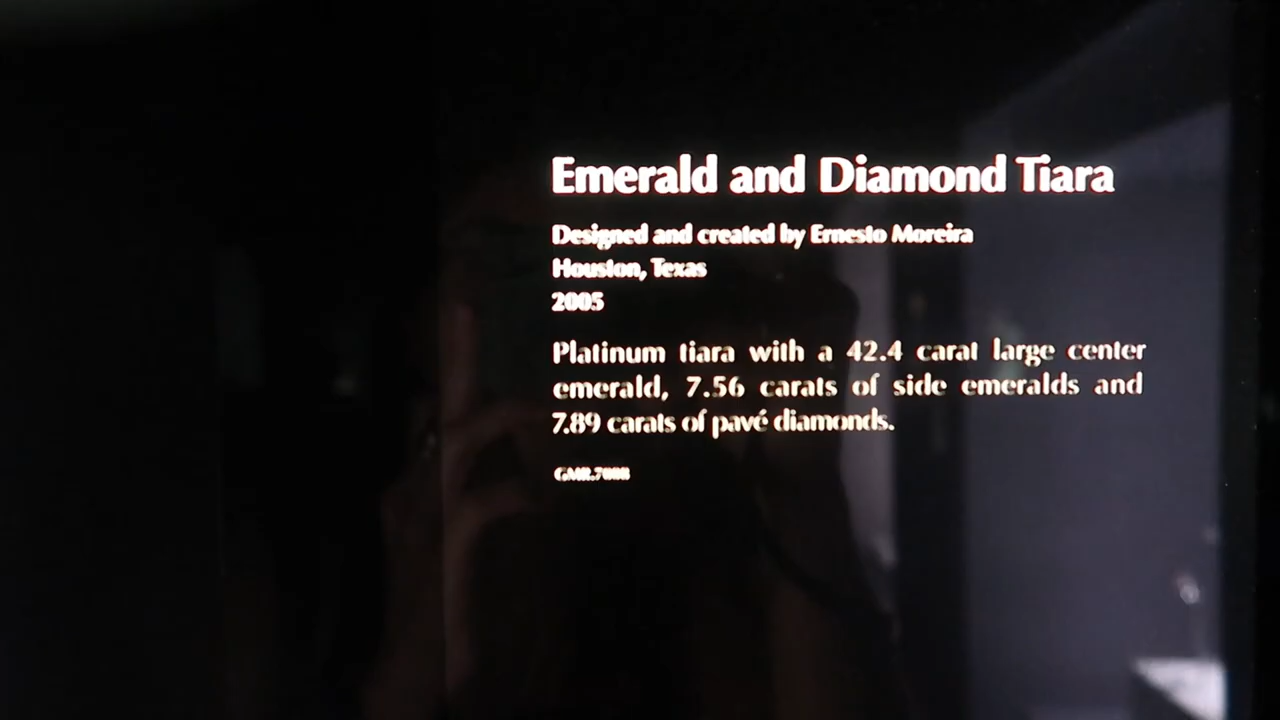 Emerald and Diamond Tiara
Designed and created by Ernesto Moreira
Houston, Texas
2005
Platinum tiara with a 42.4 carat large center
emerald, 7.56 carats of side emeralds and
7.89 carats of pavé diamonds.